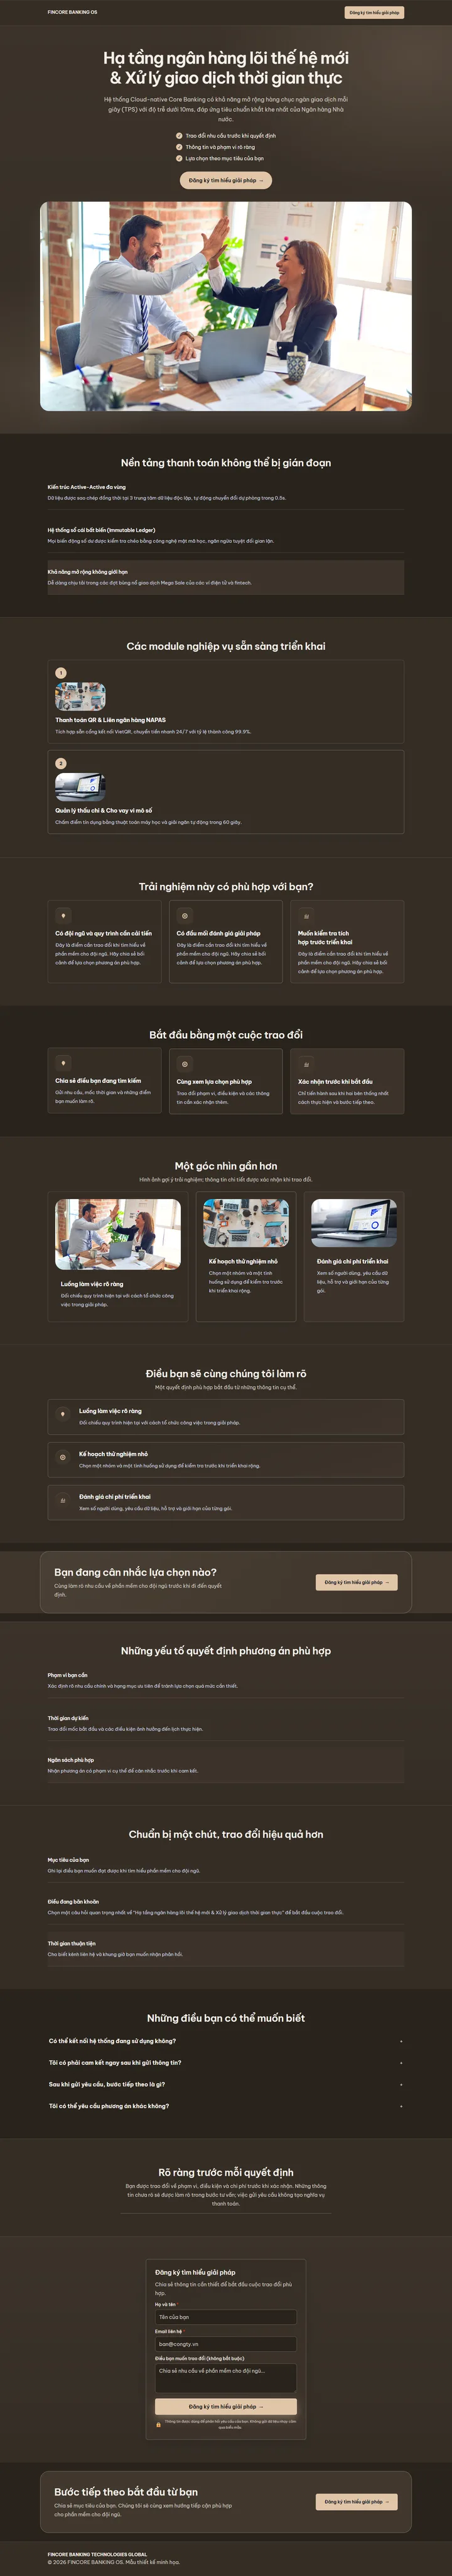 FINCORE BANKING OS
Đăng ký tìm hiểu giải pháp
Hạ tầng ngân hàng lõi thế hệ mới
& Xử lý giao dịch thời gian thực
Hệ thống Cloud-native Core Banking có khả năng mở rộng hàng chục ngàn giao dịch mỗi
giây (TPS) với độ trễ dưới 10ms, đáp ứng tiêu chuẩn khắt khe nhất của Ngân hàng Nhà
nước.
Trao đổi nhu cầu trước khi quyết định
Thông tin và phạm vi rõ ràng
Lựa chọn theo mục tiêu của bạn
Đăng ký tìm hiểu giải pháp →
Nền tảng thanh toán không thể bị gián đoạn
Kiến trúc Active-Active đa vùng
Dữ liệu được sao chép đồng thời tại 3 trung tâm dữ liệu độc lập, tự động chuyển đổi dự phòng trong 0.5s.
Hệ thống sổ cái bất biến (Immutable Ledger)
Mọi biến động số dư được kiểm tra chéo bằng công nghệ mật mã học, ngăn ngừa tuyệt đối gian lận.
Khả năng mở rộng không giới hạn
Dễ dàng chịu tải trong các đợt bùng nổ giao dịch Mega Sale của các ví điện tử và fintech.
Các module nghiệp vụ sẵn sàng triển khai
1
Thanh toán QR & Liên ngân hàng NAPAS
Tích hợp sẵn cổng kết nối VietQR, chuyển tiền nhanh 24/7 với tỷ lệ thành công 99.9%.
2
Quản lý thấu chi & Cho vay vi mô số
Chấm điểm tín dụng bằng thuật toán máy học và giải ngân tự động trong 60 giây.
Trải nghiệm này có phù hợp với bạn?
Có đội ngũ và quy trình cần cải tiến
Đây là điểm cần trao đổi khi tìm hiểu về
phần mềm cho đội ngũ. Hãy chia sẻ bối
cảnh để lựa chọn phương án phù hợp.
Có đầu mối đánh giá giải pháp
Đây là điểm cần trao đổi khi tìm hiểu về
phần mềm cho đội ngũ. Hãy chia sẻ bối
cảnh để lựa chọn phương án phù hợp.
Muốn kiểm tra tích
hợp trước triển khai
Đây là điểm cần trao đổi khi tìm hiểu về
phần mềm cho đội ngũ. Hãy chia sẻ bối
cảnh để lựa chọn phương án phù hợp.
Bắt đầu bằng một cuộc trao đổi
Chia sẻ điều bạn đang tìm kiếm
Gửi nhu cầu, mốc thời gian và những điểm
bạn muốn làm rõ.
Cùng xem lựa chọn phù hợp
Trao đổi phạm vi, điều kiện và các thông
tin cần xác nhận thêm.
Xác nhận trước khi bắt đầu
Chỉ tiến hành sau khi hai bên thống nhất
cách thực hiện và bước tiếp theo.
Một góc nhìn gần hơn
Hình ảnh gợi ý trải nghiệm; thông tin chi tiết được xác nhận khi trao đổi.
Luồng làm việc rõ ràng
Đối chiếu quy trình hiện tại với cách tổ chức công
việc trong giải pháp.
Kế hoạch thử nghiệm nhỏ
Chọn một nhóm và một tình
huống sử dụng để kiểm tra trước
khi triển khai rộng.
Đánh giá chi phí triển khai
Xem số người dùng, yêu cầu dữ
liệu, hỗ trợ và giới hạn của từng
gói.
Điều bạn sẽ cùng chúng tôi làm rõ
Một quyết định phù hợp bắt đầu từ những thông tin cụ thể.
Luồng làm việc rõ ràng
Đối chiếu quy trình hiện tại với cách tổ chức công việc trong giải pháp.
Kế hoạch thử nghiệm nhỏ
Chọn một nhóm và một tình huống sử dụng để kiểm tra trước khi triển khai rộng.
Đánh giá chi phí triển khai
Xem số người dùng, yêu cầu dữ liệu, hỗ trợ và giới hạn của từng gói.
Bạn đang cân nhắc lựa chọn nào?
Cùng làm rõ nhu cầu về phần mềm cho đội ngũ trước khi đi đến quyết
định.
Đăng ký tìm hiểu giải pháp →
Những yếu tố quyết định phương án phù hợp
Phạm vi bạn cần
Xác định rõ nhu cầu chính và hạng mục ưu tiên để tránh lựa chọn quá mức cần thiết.
Thời gian dự kiến
Trao đổi mốc bắt đầu và các điều kiện ảnh hưởng đến lịch thực hiện.
Ngân sách phù hợp
Nhận phương án có phạm vi cụ thể để cân nhắc trước khi cam kết.
Chuẩn bị một chút, trao đổi hiệu quả hơn
Mục tiêu của bạn
Ghi lại điều bạn muốn đạt được khi tìm hiểu phần mềm cho đội ngũ.
Điều đang băn khoăn
Chọn một câu hỏi quan trọng nhất về "Hạ tầng ngân hàng lõi thế hệ mới & Xử lý giao dịch thời gian thực" để bắt đầu cuộc trao đổi.
Thời gian thuận tiện
Cho biết kênh liên hệ và khung giờ bạn muốn nhận phản hồi.
Những điều bạn có thể muốn biết
Có thể kết nối hệ thống đang sử dụng không? +
Tôi có phải cam kết ngay sau khi gửi thông tin? +
Sau khi gửi yêu cầu, bước tiếp theo là gì? +
Tôi có thể yêu cầu phương án khác không? +
Rõ ràng trước mỗi quyết định
Bạn được trao đổi về phạm vi, điều kiện và chi phí trước khi xác nhận. Những thông
tin chưa rõ sẽ được làm rõ trong bước tư vấn; việc gửi yêu cầu không tạo nghĩa vụ
thanh toán.
Đăng ký tìm hiểu giải pháp
Chia sẻ thông tin cần thiết để bắt đầu cuộc trao đổi phù
hợp.
Họ và tên *
Tên của bạn
Email liên hệ *
ban@congty.vn
Điều bạn muốn trao đổi (không bắt buộc)
Chia sẻ nhu cầu về phần mềm cho đội ngũ...
Đăng ký tìm hiểu giải pháp →
Thông tin được dùng để phản hồi yêu cầu của bạn. Không gửi dữ liệu nhạy cảm
qua biểu mẫu.
Bước tiếp theo bắt đầu từ bạn
Chia sẻ mục tiêu của bạn. Chúng tôi sẽ cùng xem hướng tiếp cận phù hợp
cho phần mềm cho đội ngũ.
Đăng ký tìm hiểu giải pháp →
FINCORE BANKING TECHNOLOGIES GLOBAL
© 2026 FINCORE BANKING OS. Mẫu thiết kế minh họa.